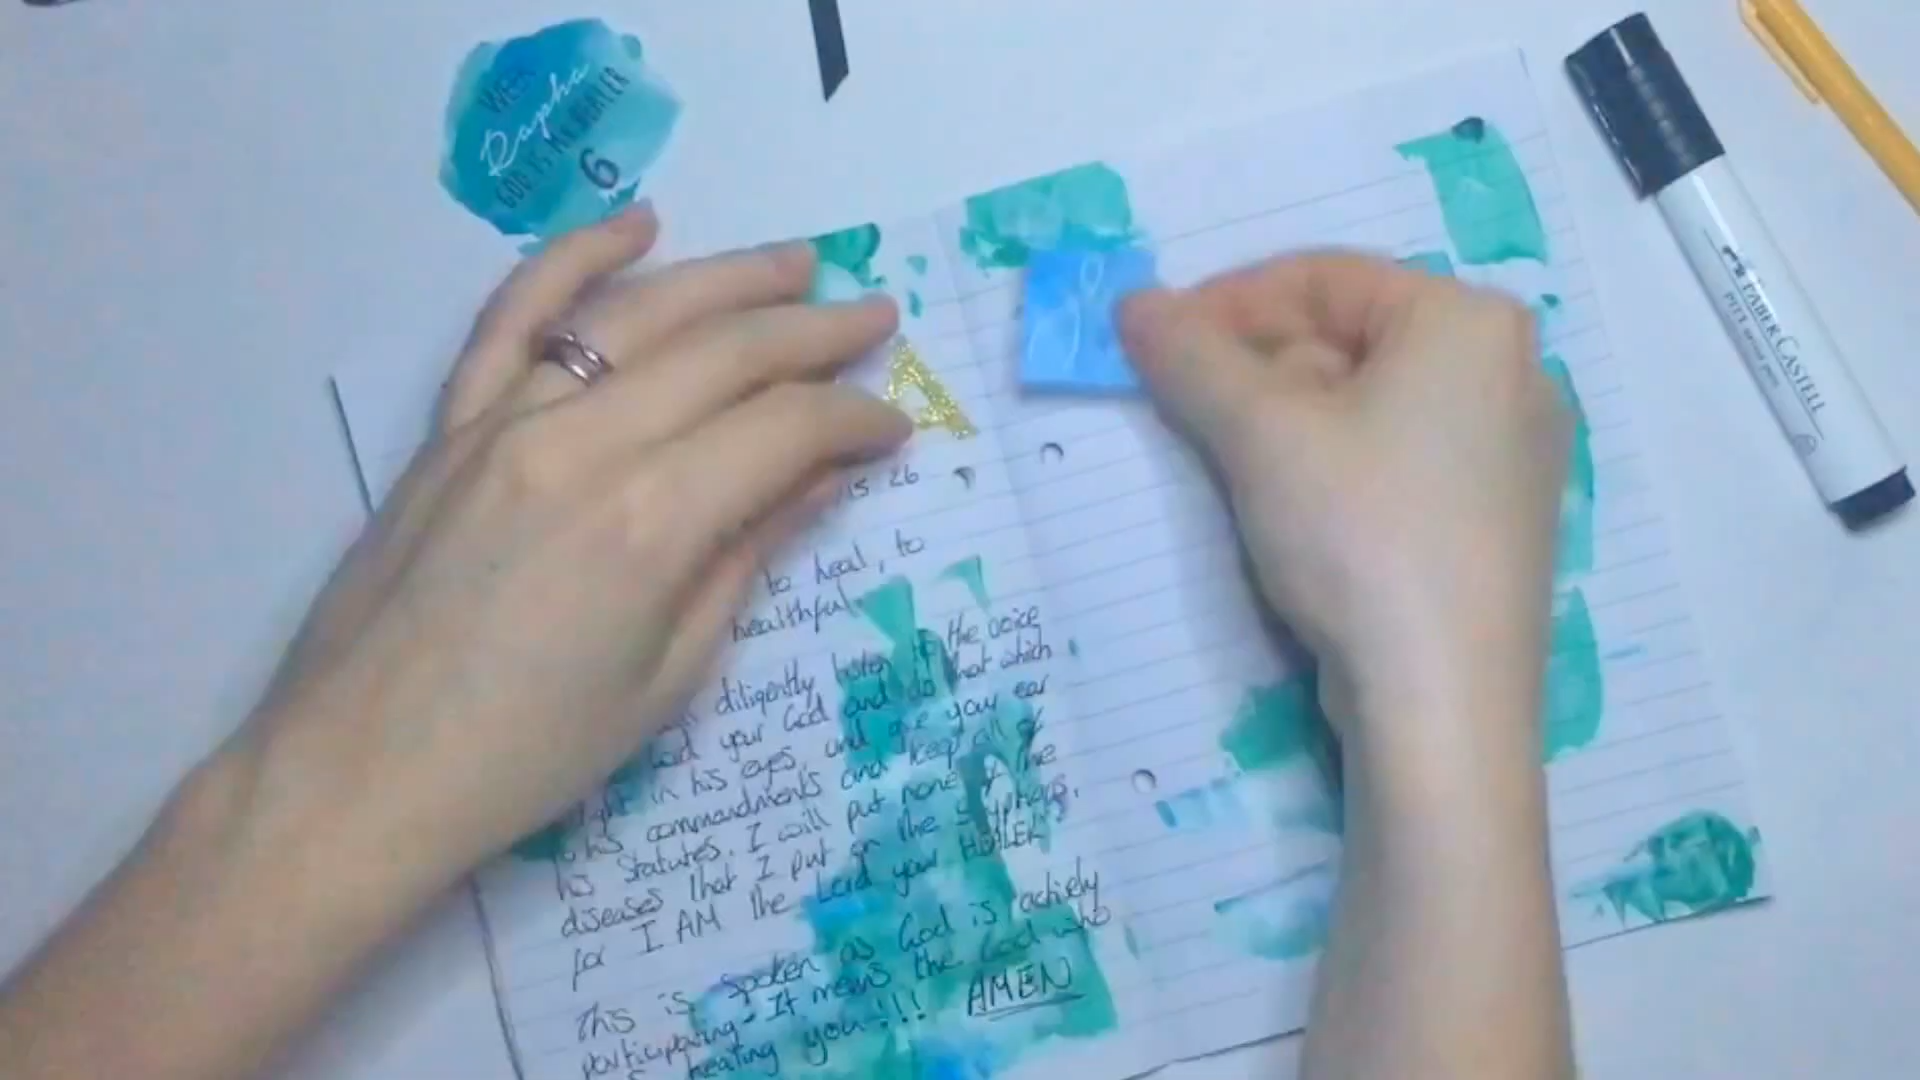 WEEK
Rapha
GOD IS MY HEALER
6
A
15 26
to heal, to
healthful.
diligently listen to the voice
Lord your God and do that which
right in his eyes, and give your ear
to his commandments and keep all of
his statutes. I will put none of the
diseases that I put on the
for I AM the Lord your HEALER"
This is spoken as God is actively
participating - It means the God who
healing you!!! AMEN
FABER CASTELL
PITT artist pen